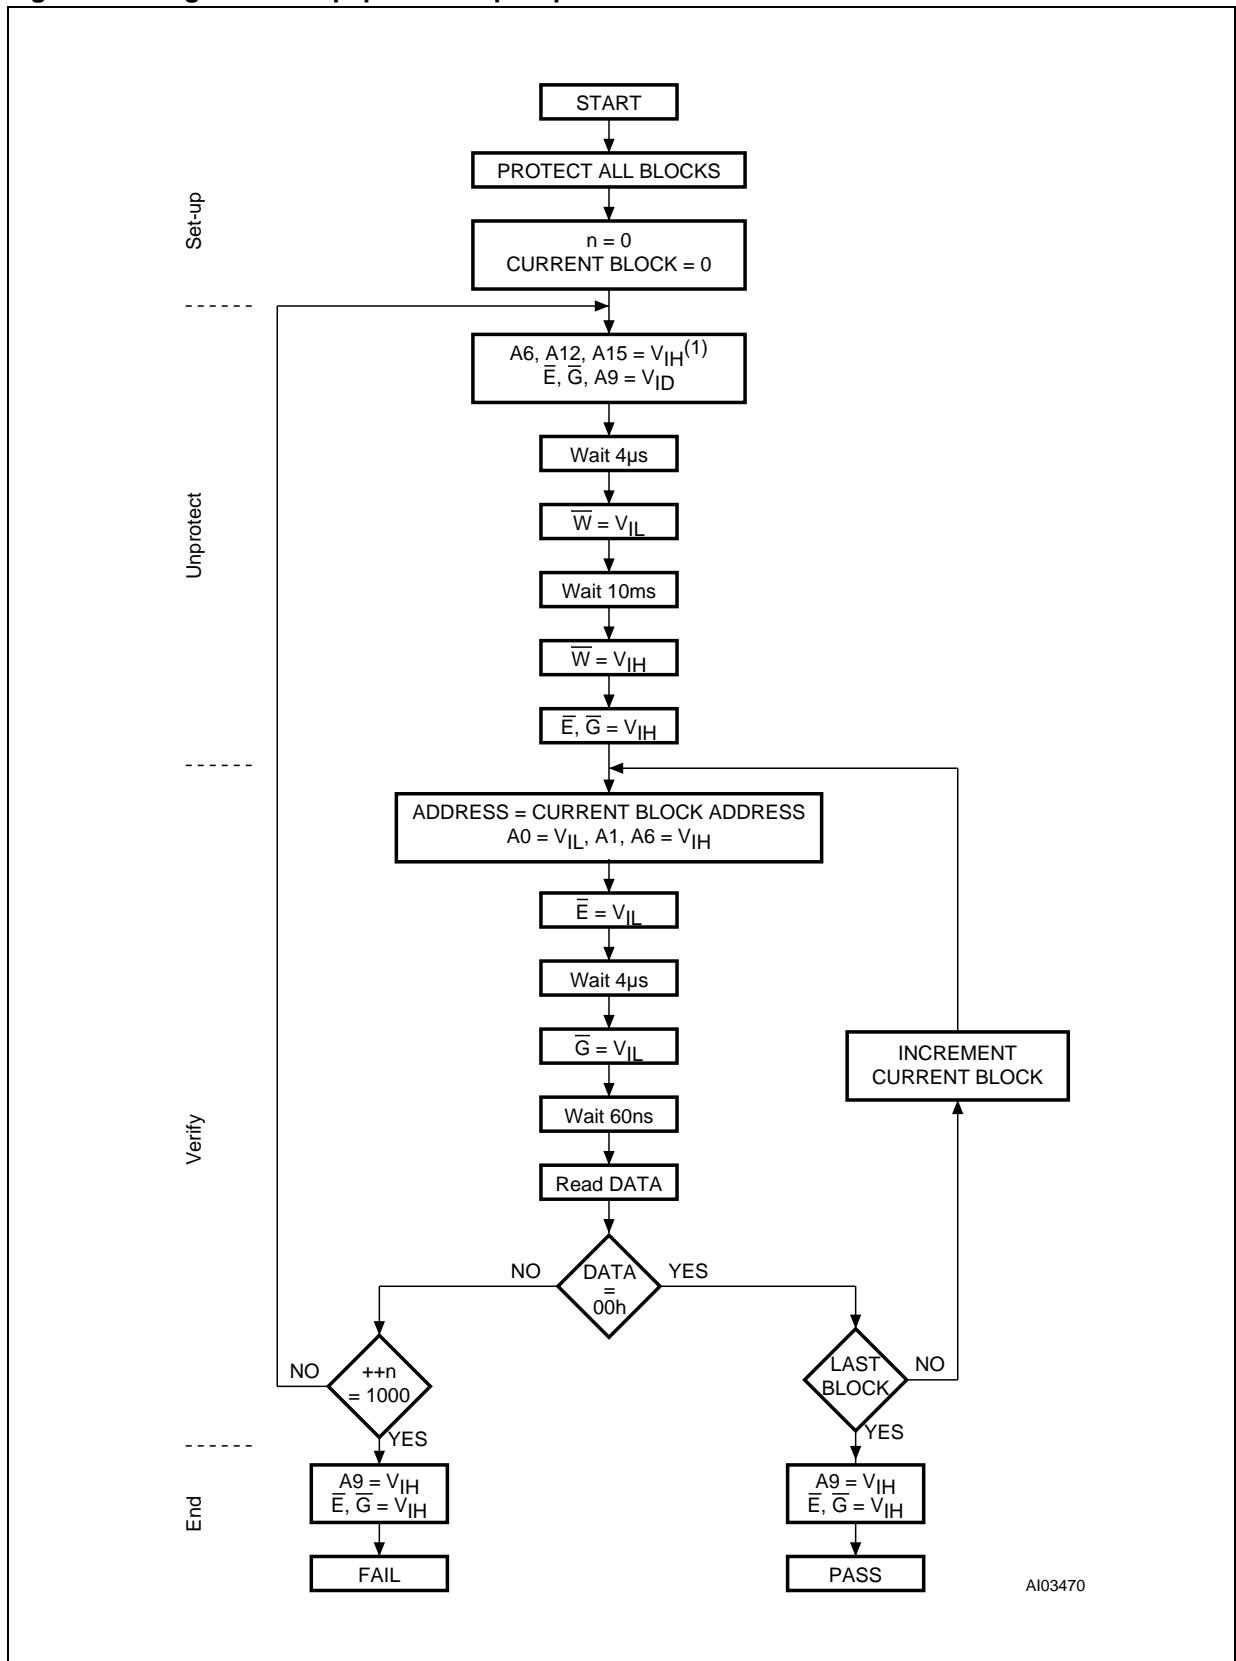 START
PROTECT ALL BLOCKS
Set-up
n = 0
CURRENT BLOCK = 0
A6, A12, A15 = VIH(1)
E̅, G̅, A9 = VID
Wait 4µs
W̅ = VIL
Unprotect
Wait 10ms
W̅ = VIH
E̅, G̅ = VIH
ADDRESS = CURRENT BLOCK ADDRESS
A0 = VIL, A1, A6 = VIH
E̅ = VIL
Wait 4µs
G̅ = VIL
INCREMENT
CURRENT BLOCK
Wait 60ns
Verify
Read DATA
NO
DATA
=
00h
YES
NO
++n
= 1000
YES
LAST
BLOCK
NO
YES
End
A9 = VIH
E̅, G̅ = VIH
A9 = VIH
E̅, G̅ = VIH
FAIL
PASS
AI03470